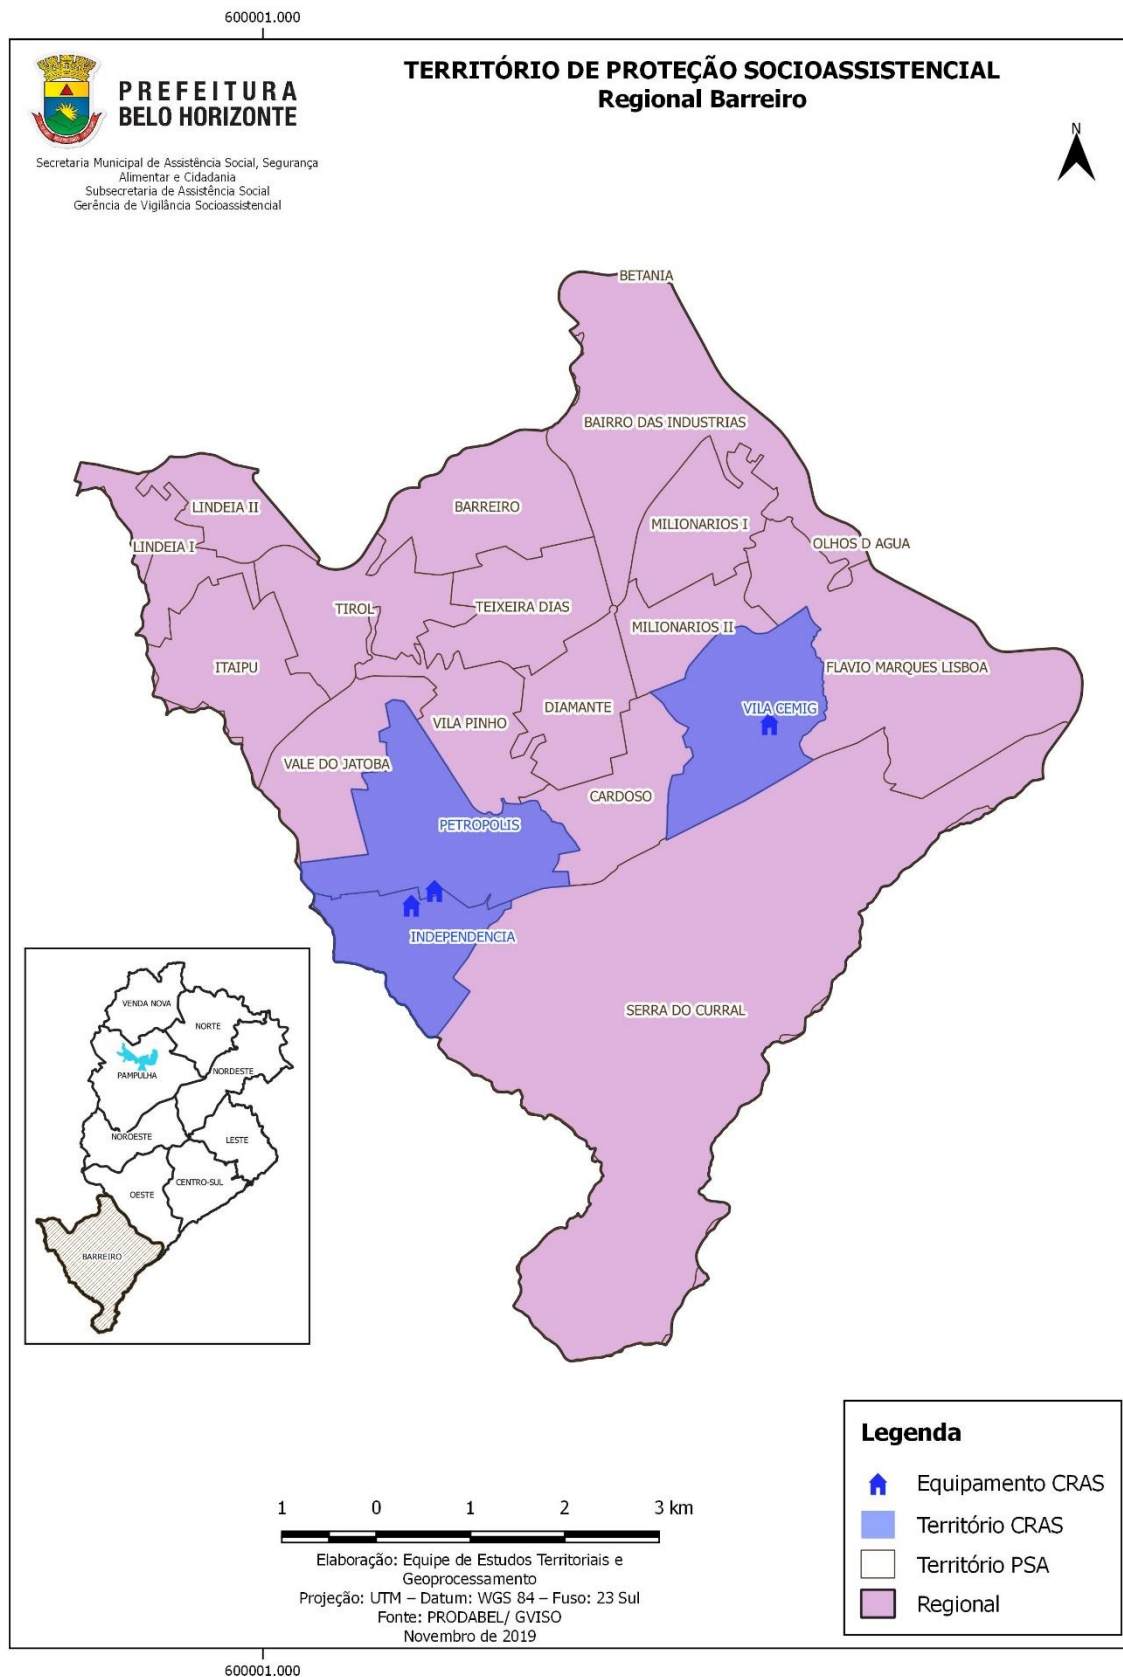 600001.000
PREFEITURA
BELO HORIZONTE
Secretaria Municipal de Assistência Social, Segurança
Alimentar e Cidadania
Subsecretaria de Assistência Social
Gerência de Vigilância Socioassistencial
TERRITÓRIO DE PROTEÇÃO SOCIOASSISTENCIAL
Regional Barreiro
N
BETANIA
BAIRRO DAS INDUSTRIAS
LINDEIA II
BARREIRO
MILIONARIOS I
LINDEIA I
OLHOS D AGUA
TIROL
TEIXEIRA DIAS
MILIONARIOS II
ITAIPU
FLAVIO MARQUES LISBOA
DIAMANTE
VILA CEMIG
VILA PINHO
VALE DO JATOBA
CARDOSO
PETROPOLIS
INDEPENDENCIA
SERRA DO CURRAL
VENDA NOVA
NORTE
PAMPULHA
NORDESTE
NOROESTE
LESTE
CENTRO-SUL
OESTE
BARREIRO
Legenda
Equipamento CRAS
Território CRAS
Território PSA
Regional
1 0 1 2 3 km
Elaboração: Equipe de Estudos Territoriais e
Geoprocessamento
Projeção: UTM – Datum: WGS 84 – Fuso: 23 Sul
Fonte: PRODABEL/ GVISO
Novembro de 2019
600001.000